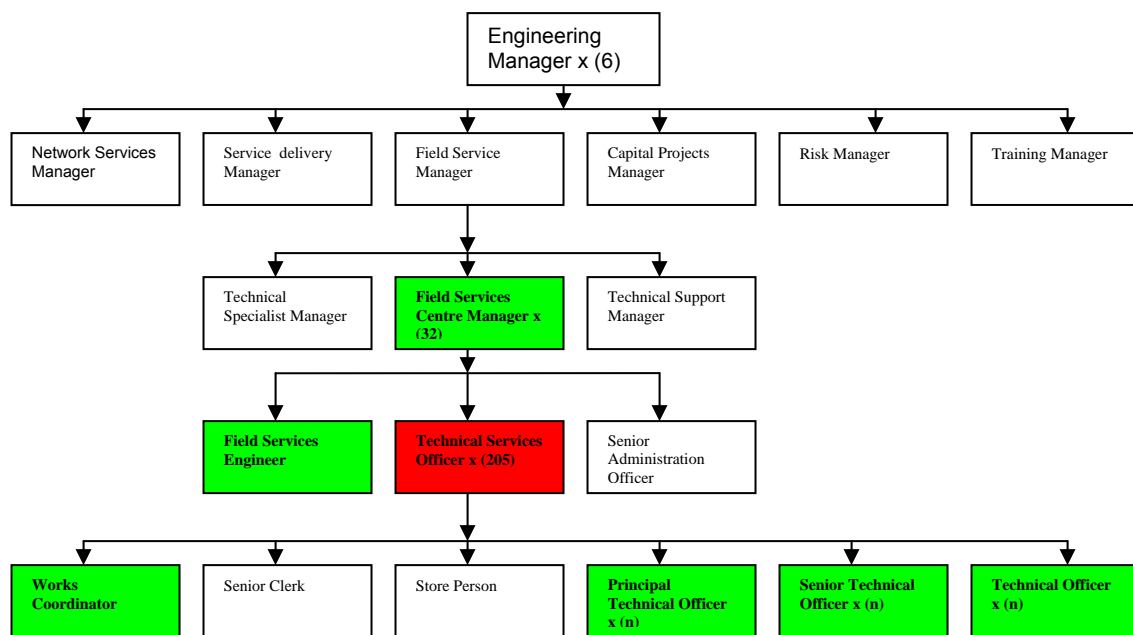 Engineering
Manager x (6)
Network Services
Manager
Service delivery
Manager
Field Service
Manager
Capital Projects
Manager
Risk Manager
Training Manager
Technical
Specialist Manager
Field Services
Centre Manager x
(32)
Technical Support
Manager
Field Services
Engineer
Technical Services
Officer x (205)
Senior
Administration
Officer
Works
Coordinator
Senior Clerk
Store Person
Principal
Technical Officer
x (n)
Senior Technical
Officer x (n)
Technical Officer
x (n)